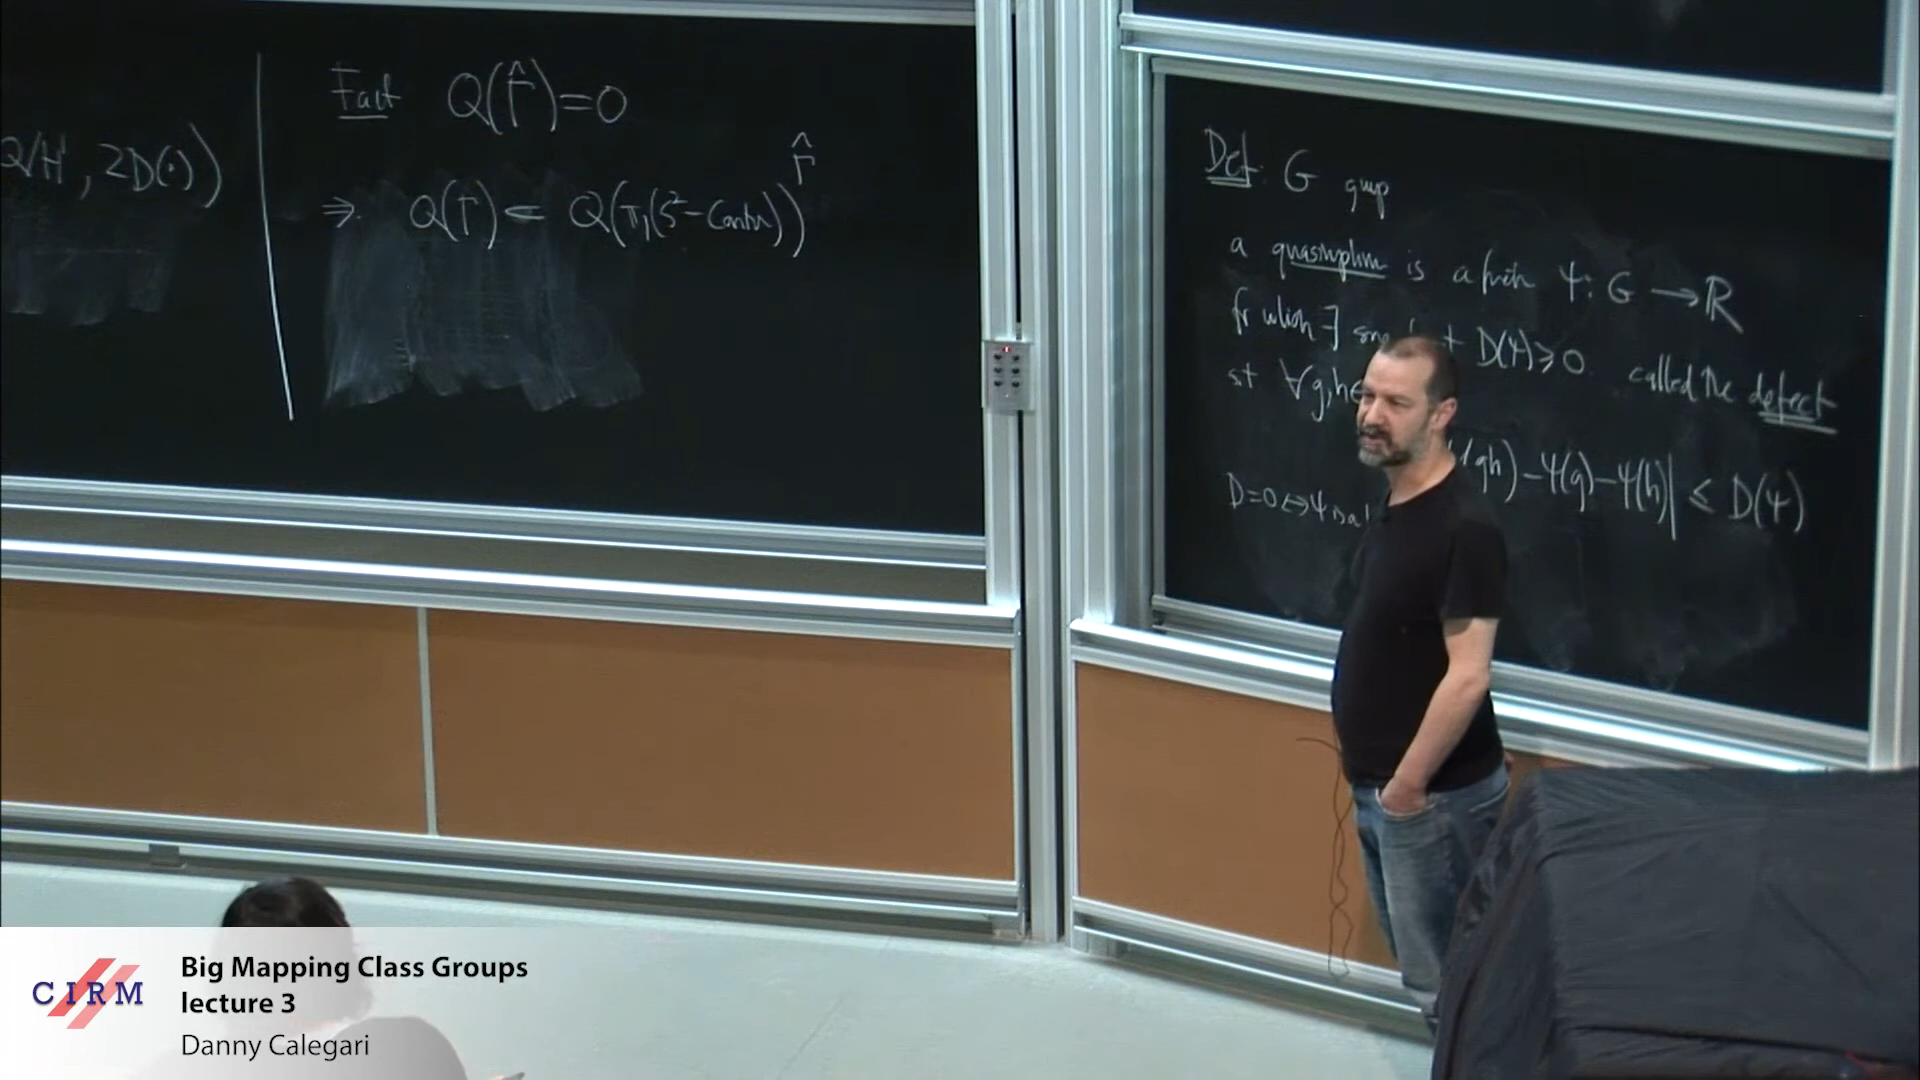 Fact Q(Γ̂)=0
Q/H¹, 2D(·))
⇒ Q(Γ) ⊂ Q(π₁(S²-Cantor))^Γ̂
Def: G group
a quasimorphism is a function Ψ: G → ℝ
for which ∃ D(Ψ)≥0 called the defect
st ∀g,h∈
gh)-Ψ(g)-Ψ(h)| ≤ D(Ψ)
D=0⇔Ψ is a
CIRM
Big Mapping Class Groups
lecture 3
Danny Calegari